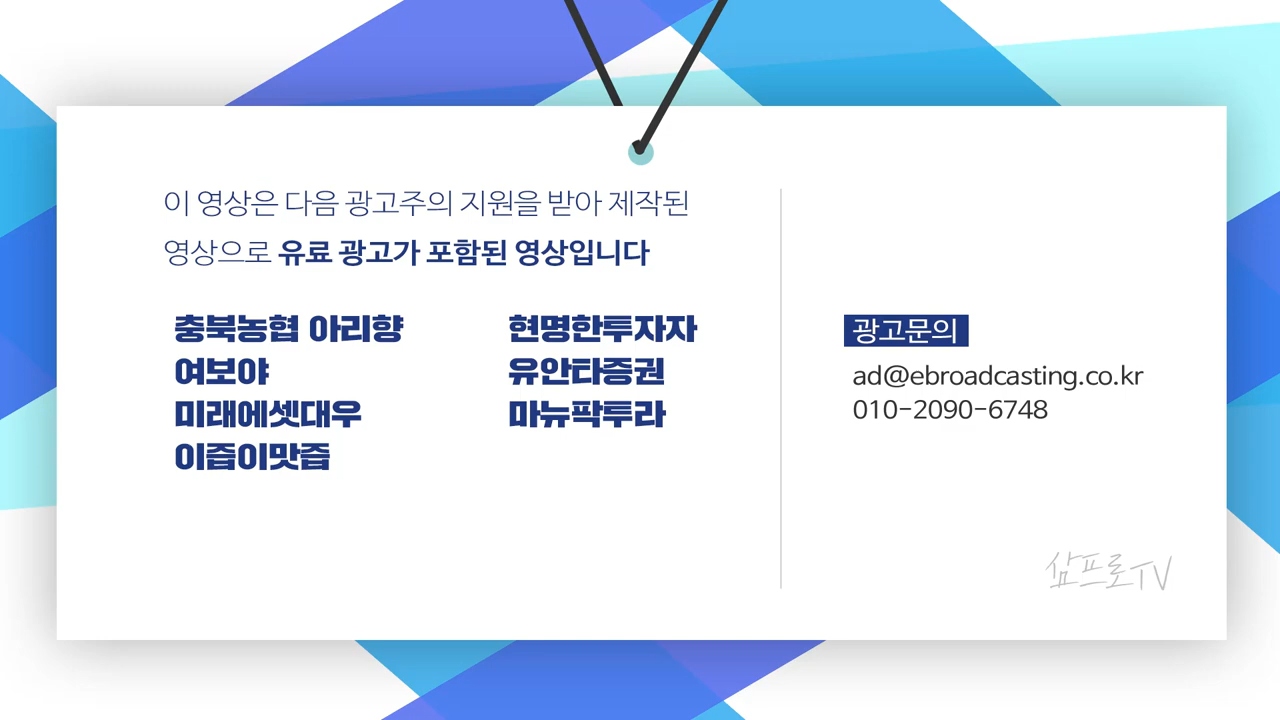 이 영상은 다음 광고주의 지원을 받아 제작된
영상으로 유료 광고가 포함된 영상입니다
충북농협 아리향
여보야
미래에셋대우
이즙이맛즙
현명한투자자
유안타증권
마뉴팍투라
광고문의
ad@ebroadcasting.co.kr
010-2090-6748
삼프로TV